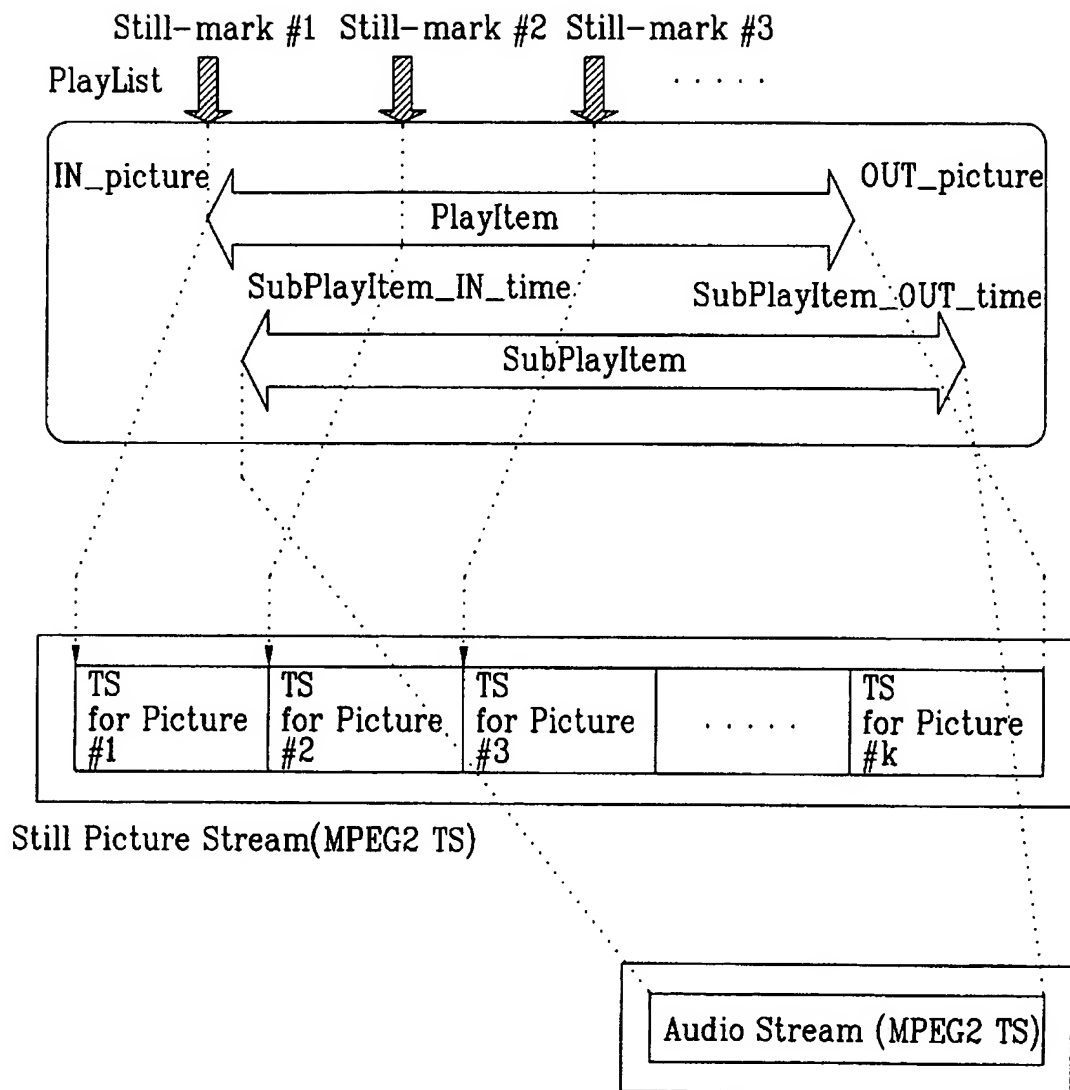 Still-mark #1 Still-mark #2 Still-mark #3
PlayList
. . . . .
IN_picture
OUT_picture
PlayItem
SubPlayItem_IN_time
SubPlayItem_OUT_time
SubPlayItem
TS
for Picture
#1
TS
for Picture
#2
TS
for Picture
#3
. . . . .
TS
for Picture
#k
Still Picture Stream(MPEG2 TS)
Audio Stream (MPEG2 TS)